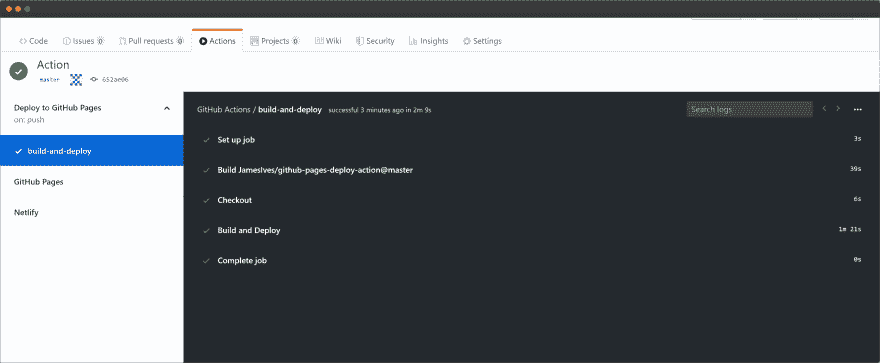 Code Issues 0 Pull requests 0 Actions Projects 0 Wiki Security Insights Settings
Action
master 652ae06
Deploy to GitHub Pages
on: push
build-and-deploy
GitHub Pages
Netlify
GitHub Actions / build-and-deploy successful 3 minutes ago in 2m 9s
Search logs
Set up job 3s
Build JamesIves/github-pages-deploy-action@master 39s
Checkout 6s
Build and Deploy 1m 21s
Complete job 0s